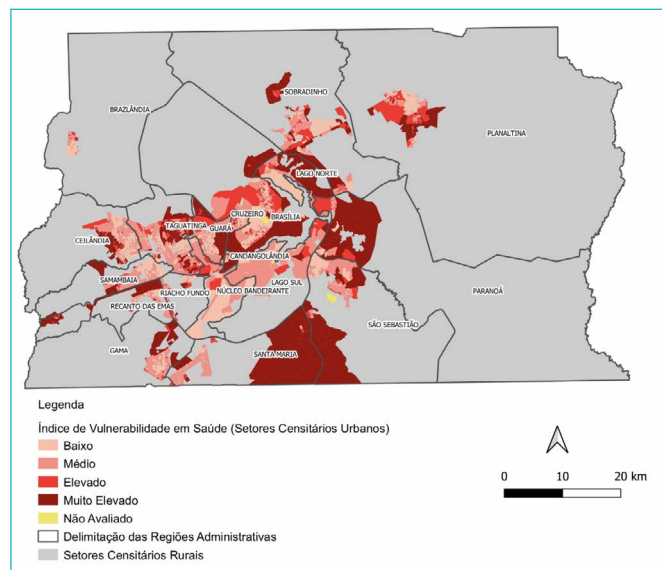 SOBRADINHO
BRAZLÂNDIA
PLANALTINA
LAGO NORTE
CRUZEIRO
BRASÍLIA
TAGUATINGA
GUARÁ
CEILÂNDIA
CANDANGOLÂNDIA
SAMAMBAIA
RIACHO FUNDO
LAGO SUL
NÚCLEO BANDEIRANTE
PARANOÁ
RECANTO DAS EMAS
SÃO SEBASTIÃO
GAMA
SANTA MARIA
Legenda
Índice de Vulnerabilidade em Saúde (Setores Censitários Urbanos)
Baixo
Médio
Elevado
Muito Elevado
Não Avaliado
Delimitação das Regiões Administrativas
Setores Censitários Rurais
0 10 20 km